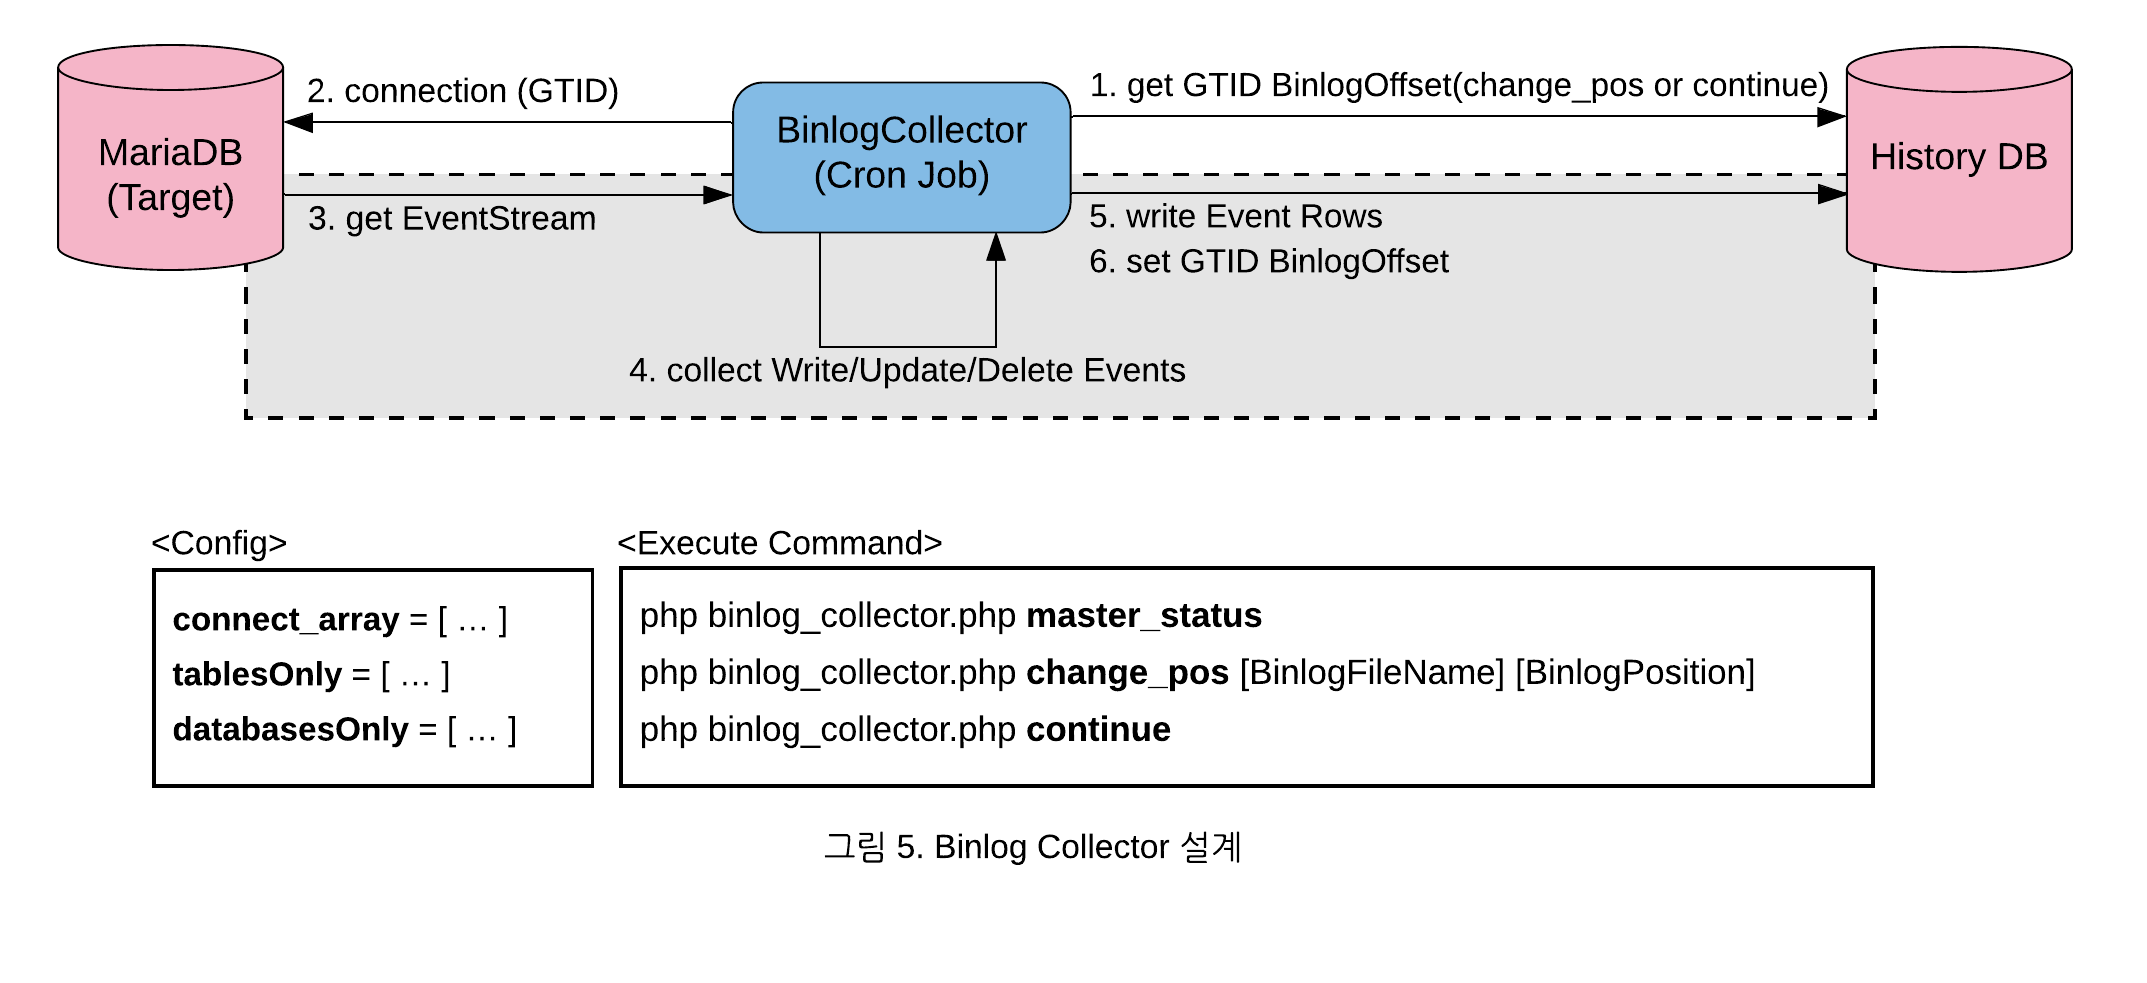 2. connection (GTID)
1. get GTID BinlogOffset(change_pos or continue)
MariaDB
(Target)
BinlogCollector
(Cron Job)
History DB
3. get EventStream
5. write Event Rows
6. set GTID BinlogOffset
4. collect Write/Update/Delete Events
<Config>
connect_array = [ … ]
tablesOnly = [ … ]
databasesOnly = [ … ]
<Execute Command>
php binlog_collector.php master_status
php binlog_collector.php change_pos [BinlogFileName] [BinlogPosition]
php binlog_collector.php continue
그림 5. Binlog Collector 설계